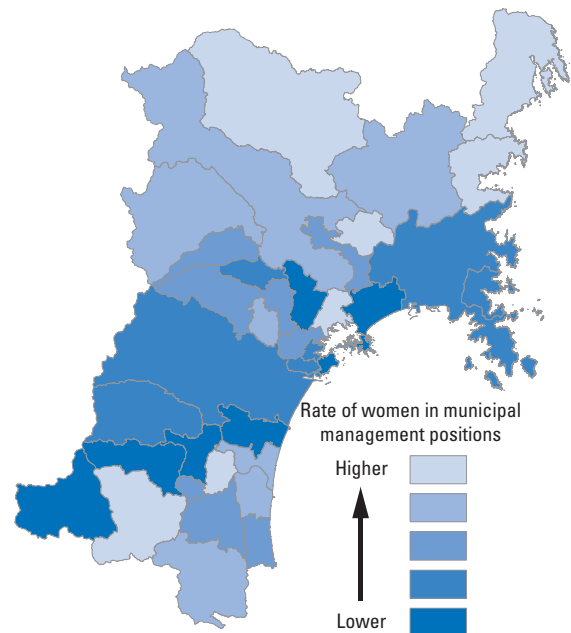 Rate of women in municipal
management positions
Higher
Lower